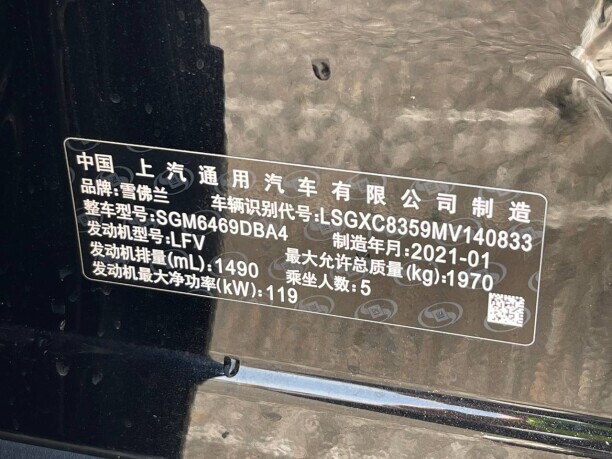 中国 上汽通用汽车有限公司制造
品牌:雪佛兰 车辆识别代号:LSGXC8359MV140833
整车型号:SGM6469DBA4 制造年月:2021-01
发动机型号:LFV 最大允许总质量(kg):1970
发动机排量(mL):1490 乘坐人数:5
发动机最大净功率(kW):119